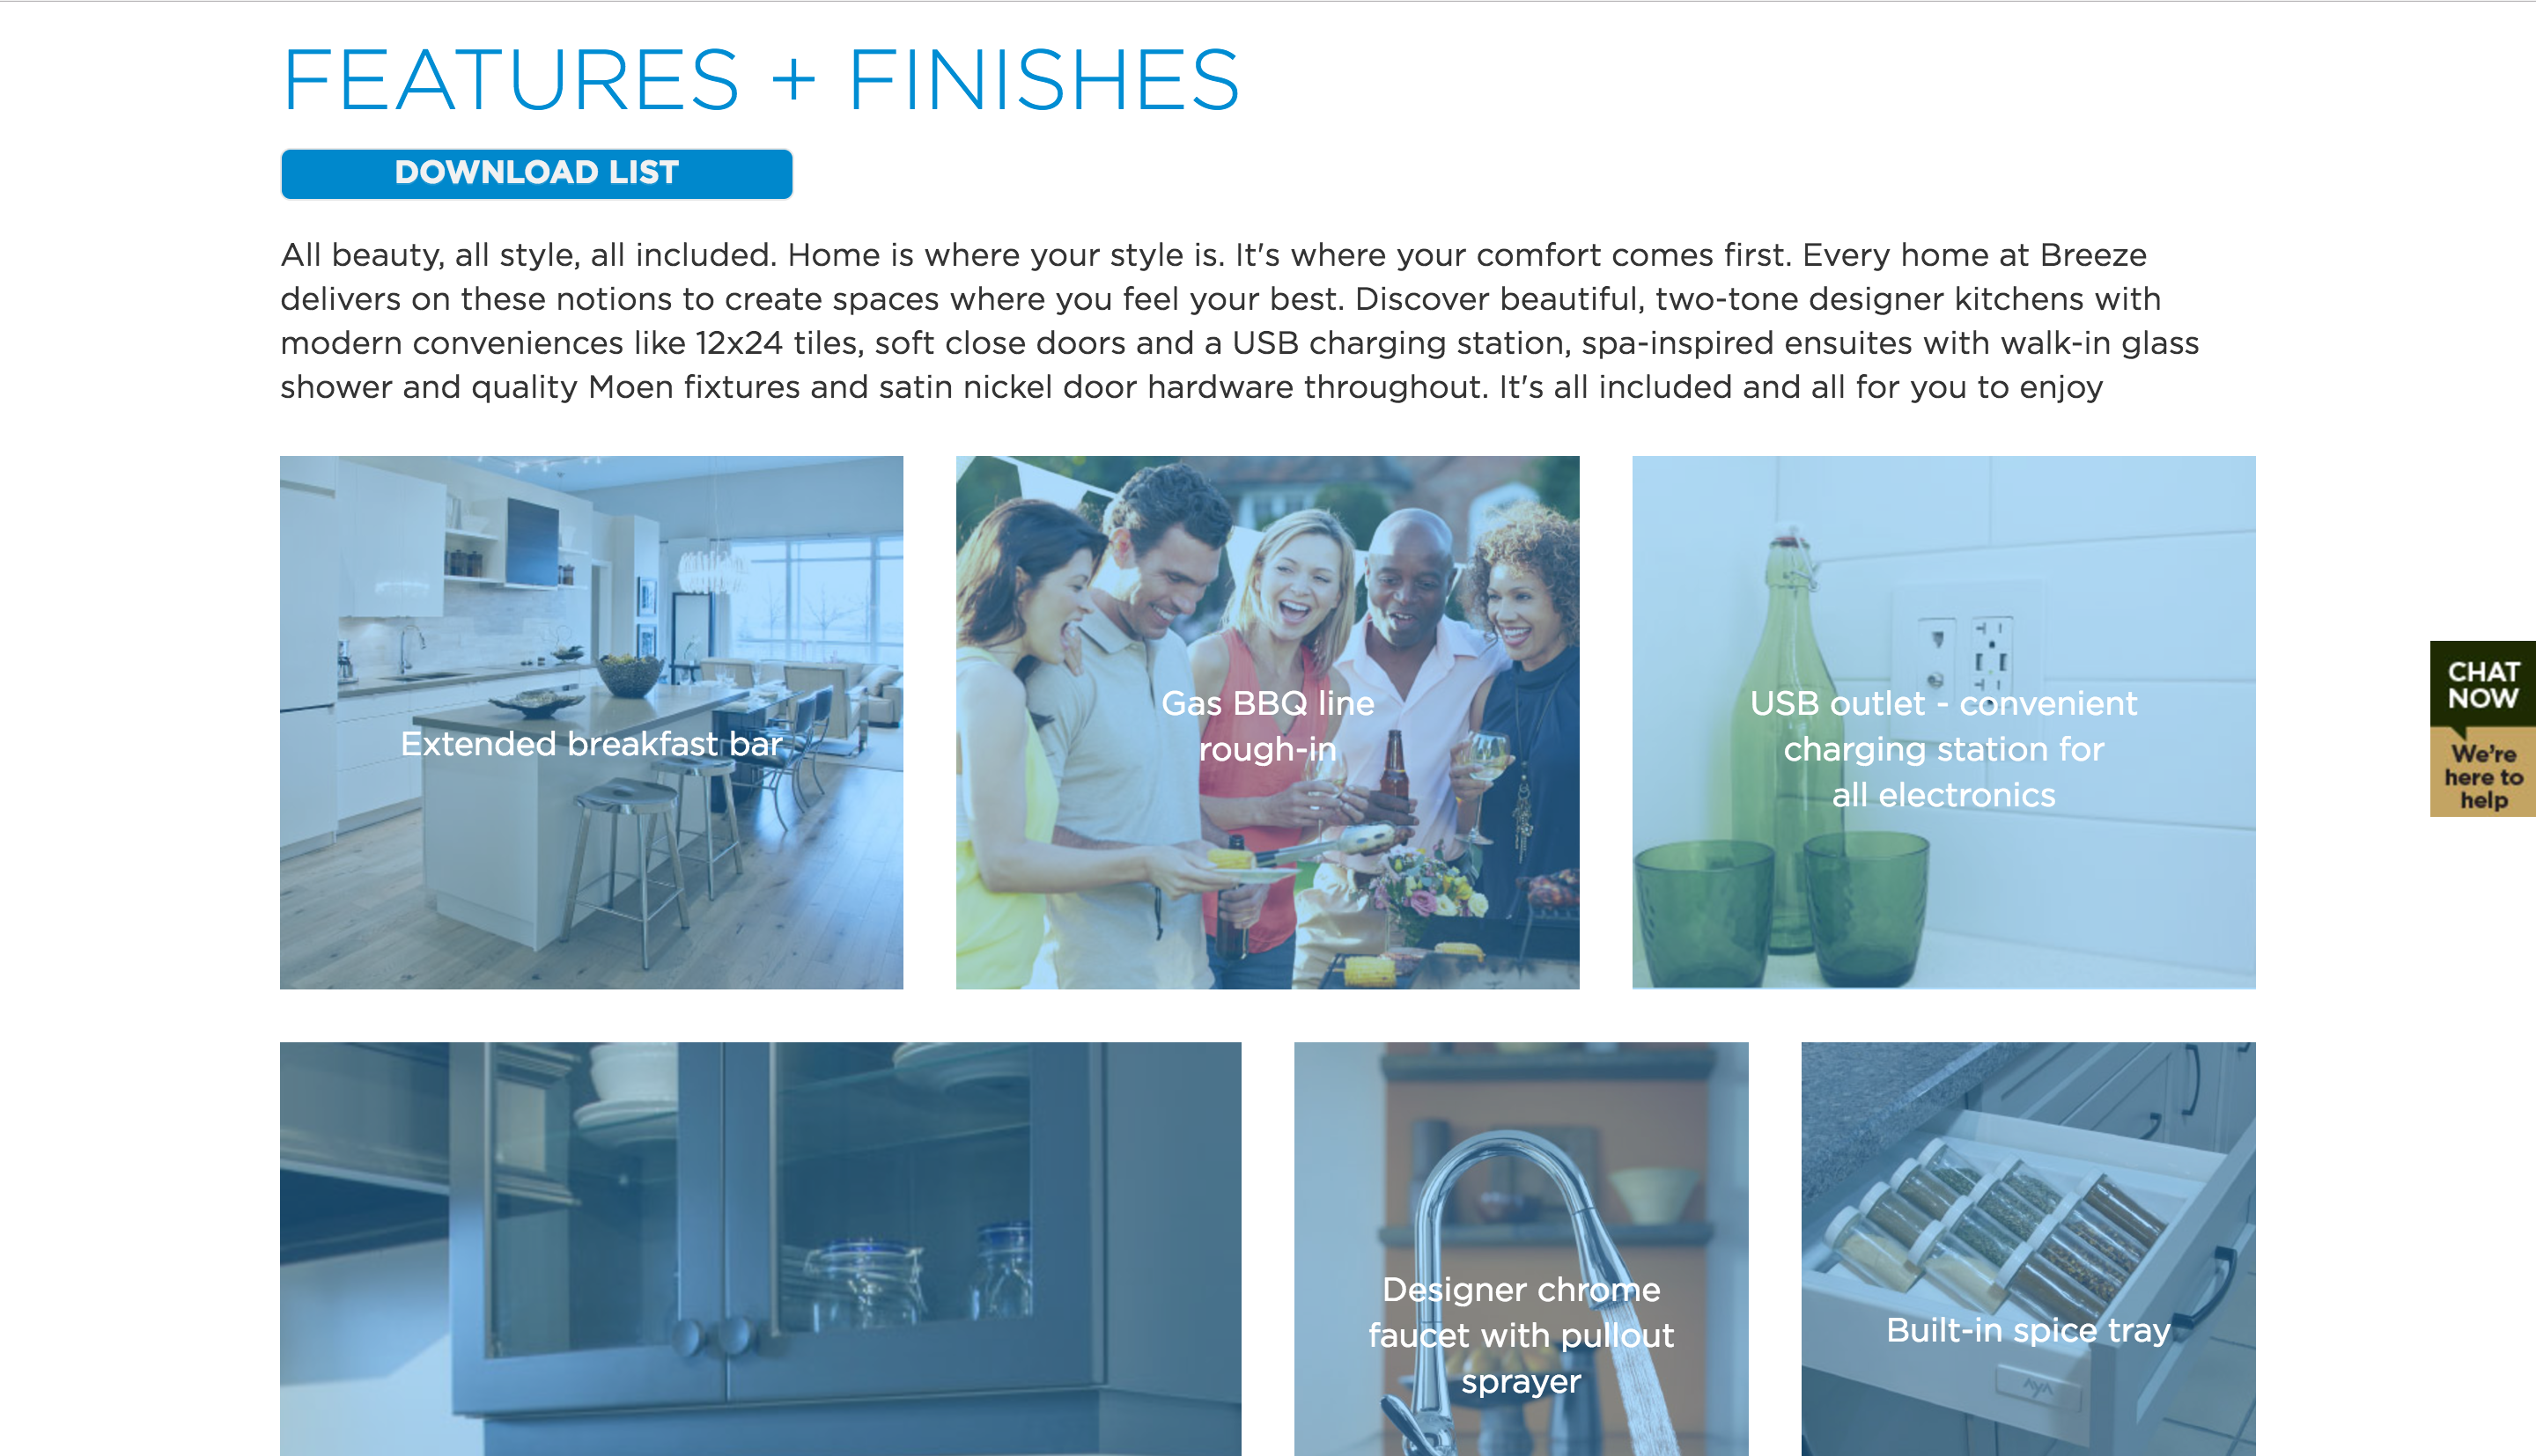 FEATURES + FINISHES
DOWNLOAD LIST
All beauty, all style, all included. Home is where your style is. It's where your comfort comes first. Every home at Breeze
delivers on these notions to create spaces where you feel your best. Discover beautiful, two-tone designer kitchens with
modern conveniences like 12x24 tiles, soft close doors and a USB charging station, spa-inspired ensuites with walk-in glass
shower and quality Moen fixtures and satin nickel door hardware throughout. It's all included and all for you to enjoy
Extended breakfast bar
Gas BBQ line
rough-in
USB outlet - convenient
charging station for
all electronics
CHAT
NOW
We're
here to
help
Designer chrome
faucet with pullout
sprayer
Built-in spice tray
AyA